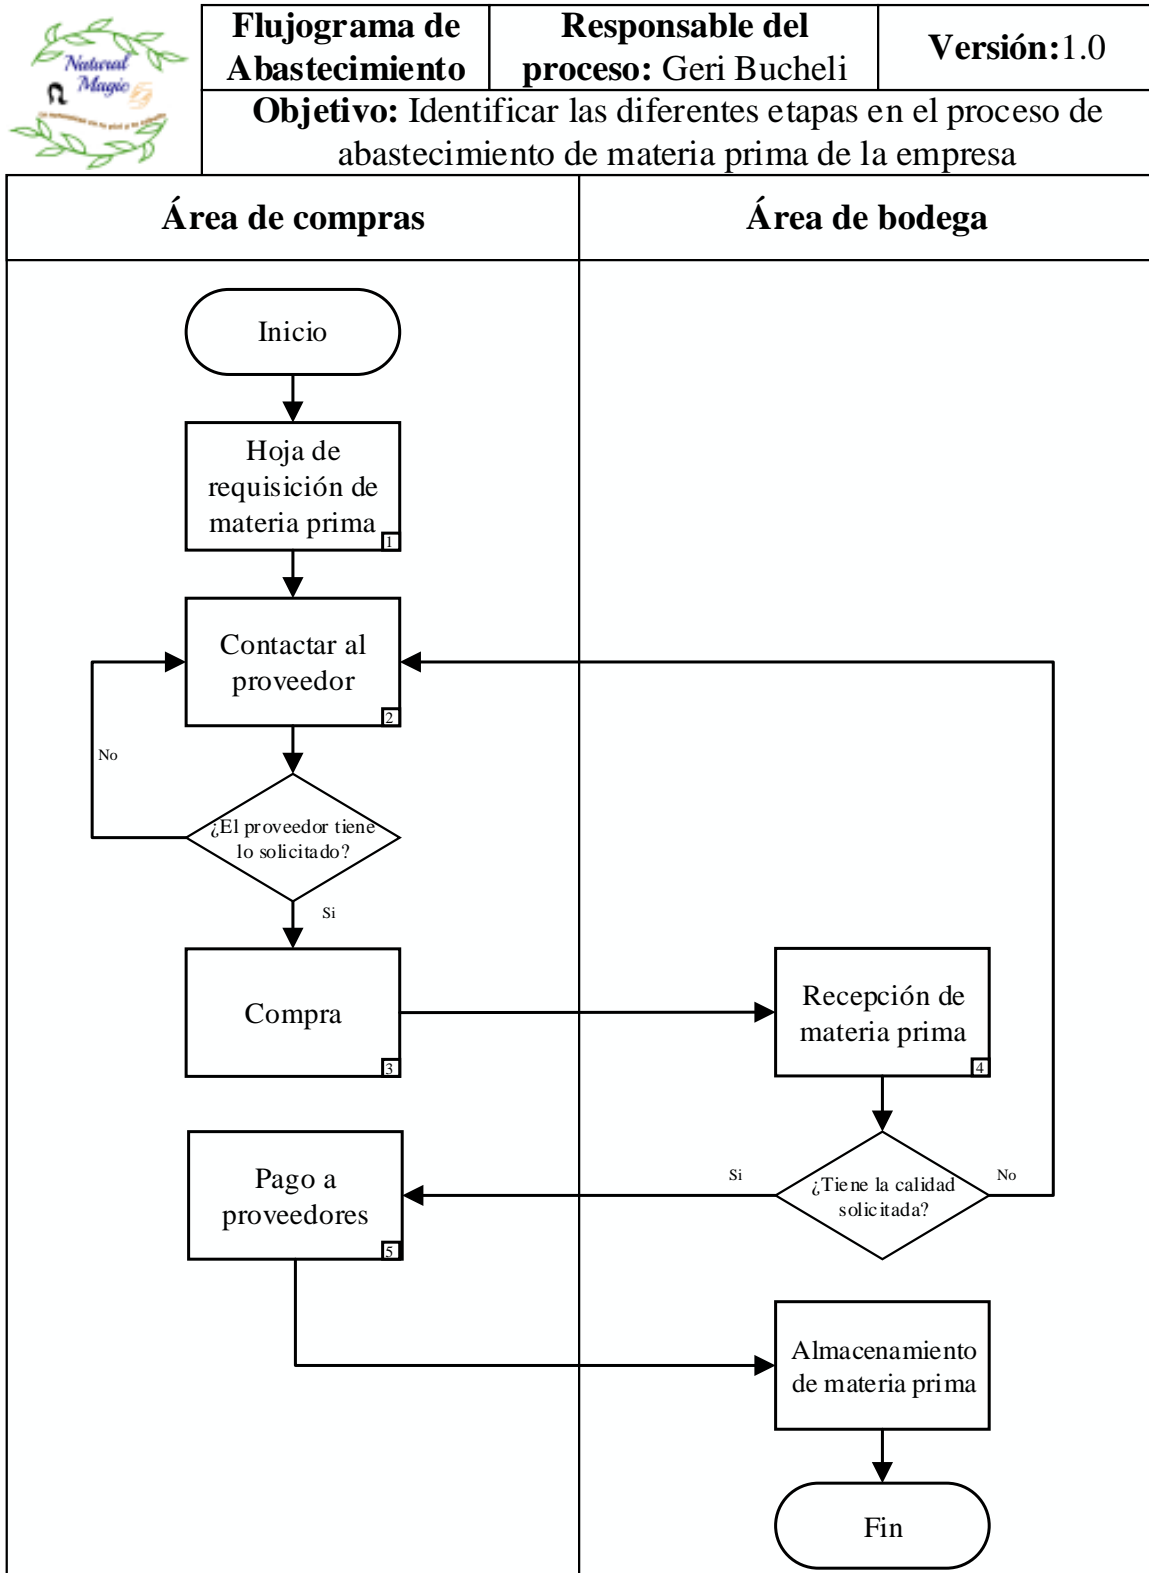 Natural
Magic
Flujograma de
Abastecimiento
Responsable del
proceso: Geri Bucheli
Versión:1.0
Objetivo: Identificar las diferentes etapas en el proceso de
abastecimiento de materia prima de la empresa
Área de compras
Área de bodega
Inicio
Hoja de
requisición de
materia prima
1
Contactar al
proveedor
2
No
¿El proveedor tiene
lo solicitado?
Si
Compra
3
Recepción de
materia prima
4
¿Tiene la calidad
solicitada?
Si
No
Pago a
proveedores
5
Almacenamiento
de materia prima
Fin